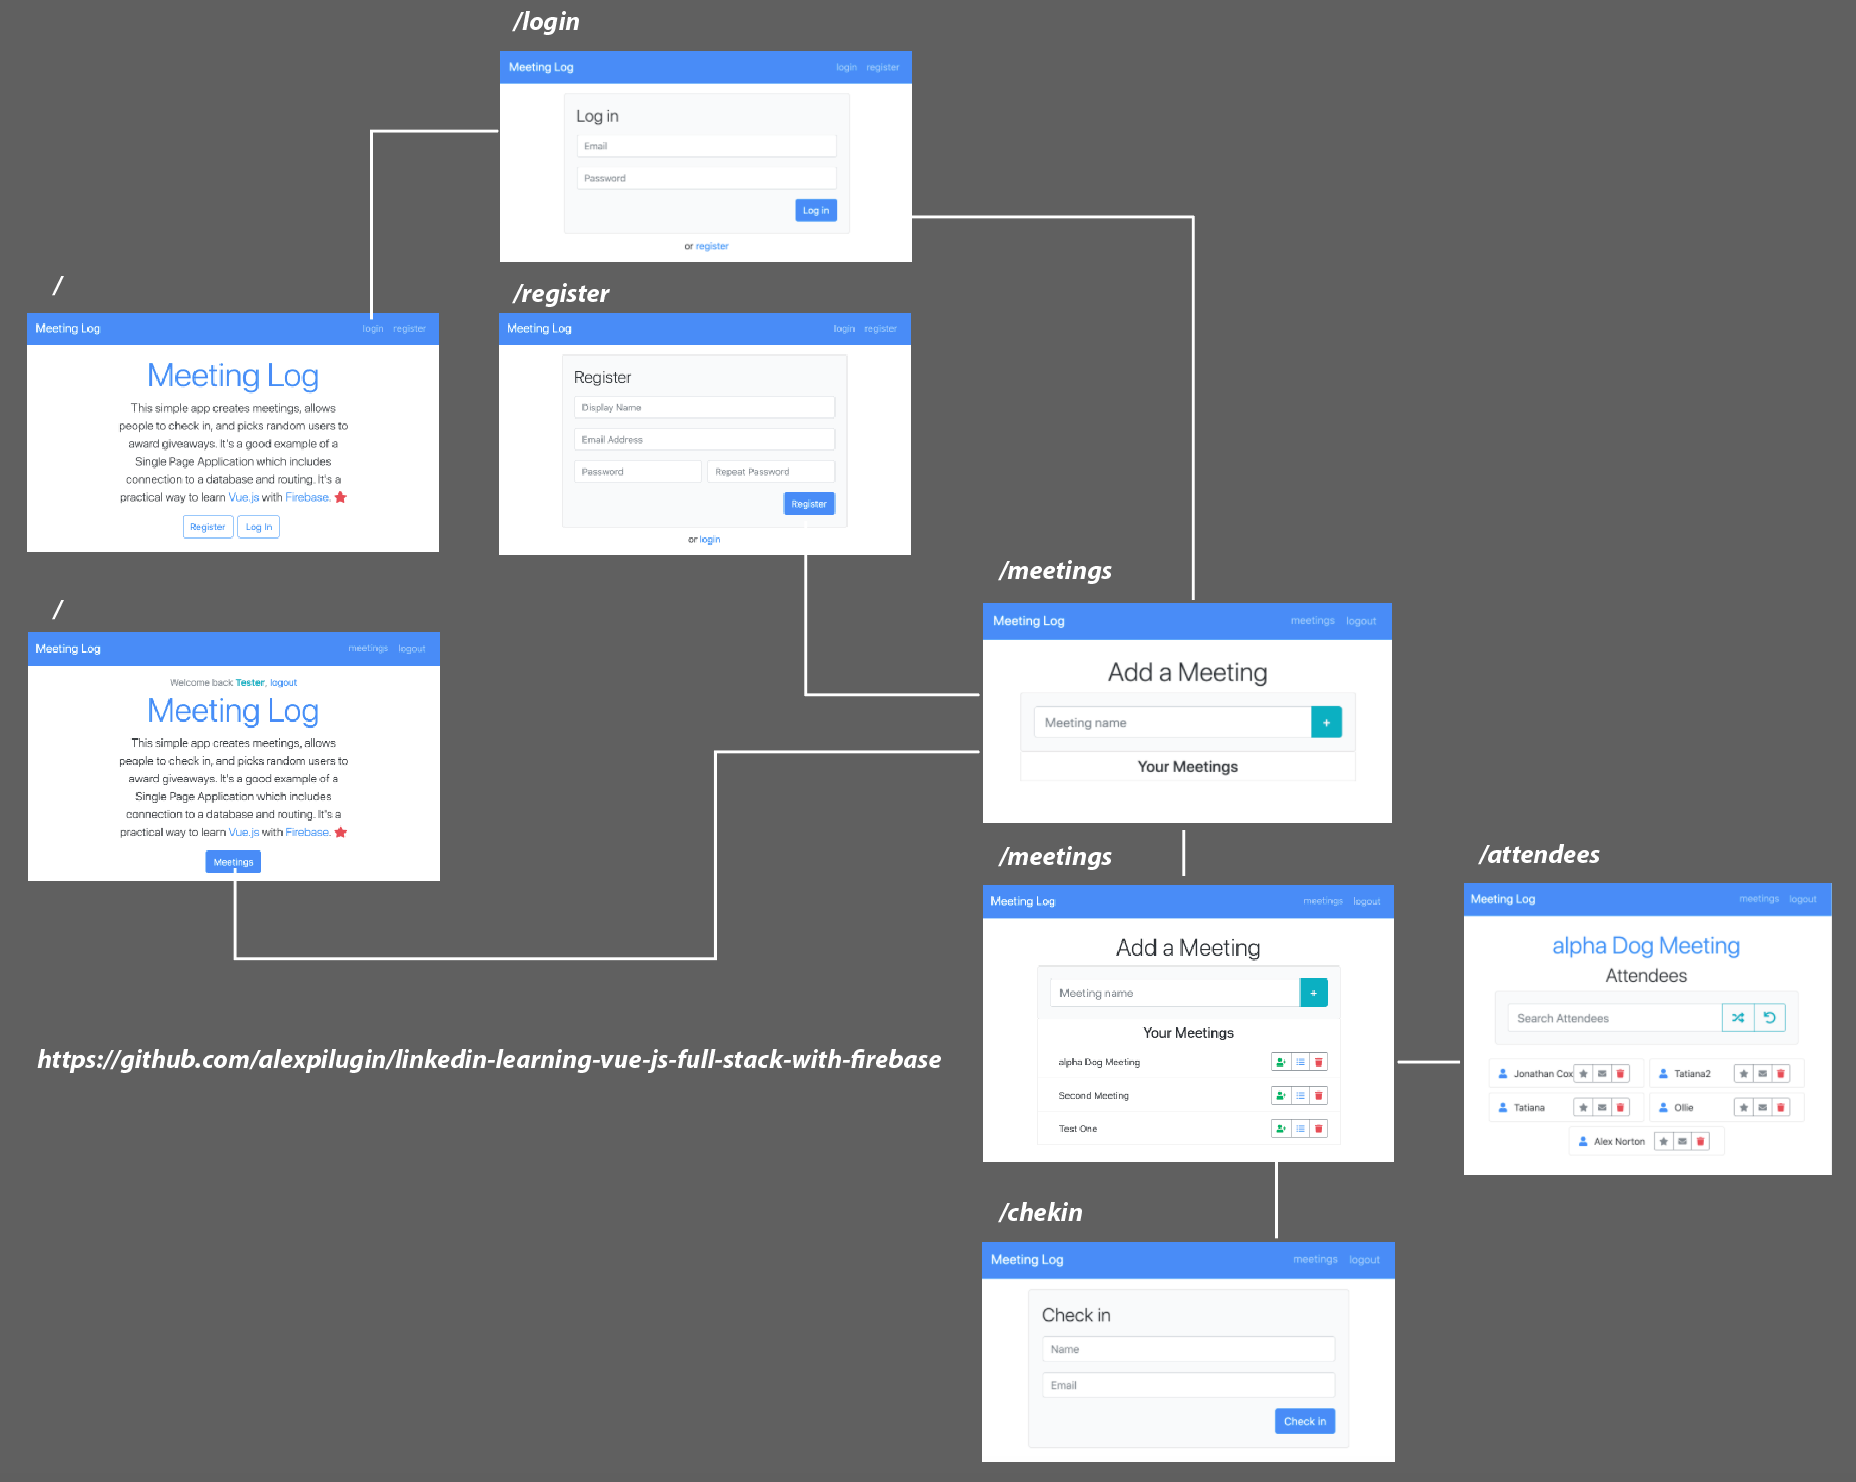 /login
Meeting Log
login register
Log in
Email
Password
Log in
or register
/
Meeting Log
login register
Meeting Log
This simple app creates meetings, allows
people to check in, and picks random users to
award giveaways. It's a good example of a
Single Page Application which includes
connection to a database and routing. It's a
practical way to learn Vue.js with Firebase.
Register Log In
/register
Meeting Log
login register
Register
Display Name
Email Address
Password Repeat Password
Register
or login
/
Meeting Log
meetings logout
Welcome back Tester, logout
Meeting Log
This simple app creates meetings, allows
people to check in, and picks random users to
award giveaways. It's a good example of a
Single Page Application which includes
connection to a database and routing. It's a
practical way to learn Vue.js with Firebase.
Meetings
/meetings
Meeting Log
meetings logout
Add a Meeting
Meeting name +
Your Meetings
/meetings
Meeting Log
meetings logout
Add a Meeting
Meeting name +
Your Meetings
alpha Dog Meeting
Second Meeting
Test One
/attendees
Meeting Log
meetings logout
alpha Dog Meeting
Attendees
Search Attendees
Jonathan Cox Tatiana2
Tatiana Ollie
Alex Norton
https://github.com/alexpilugin/linkedin-learning-vue-js-full-stack-with-firebase
/chekin
Meeting Log
meetings logout
Check in
Name
Email
Check in